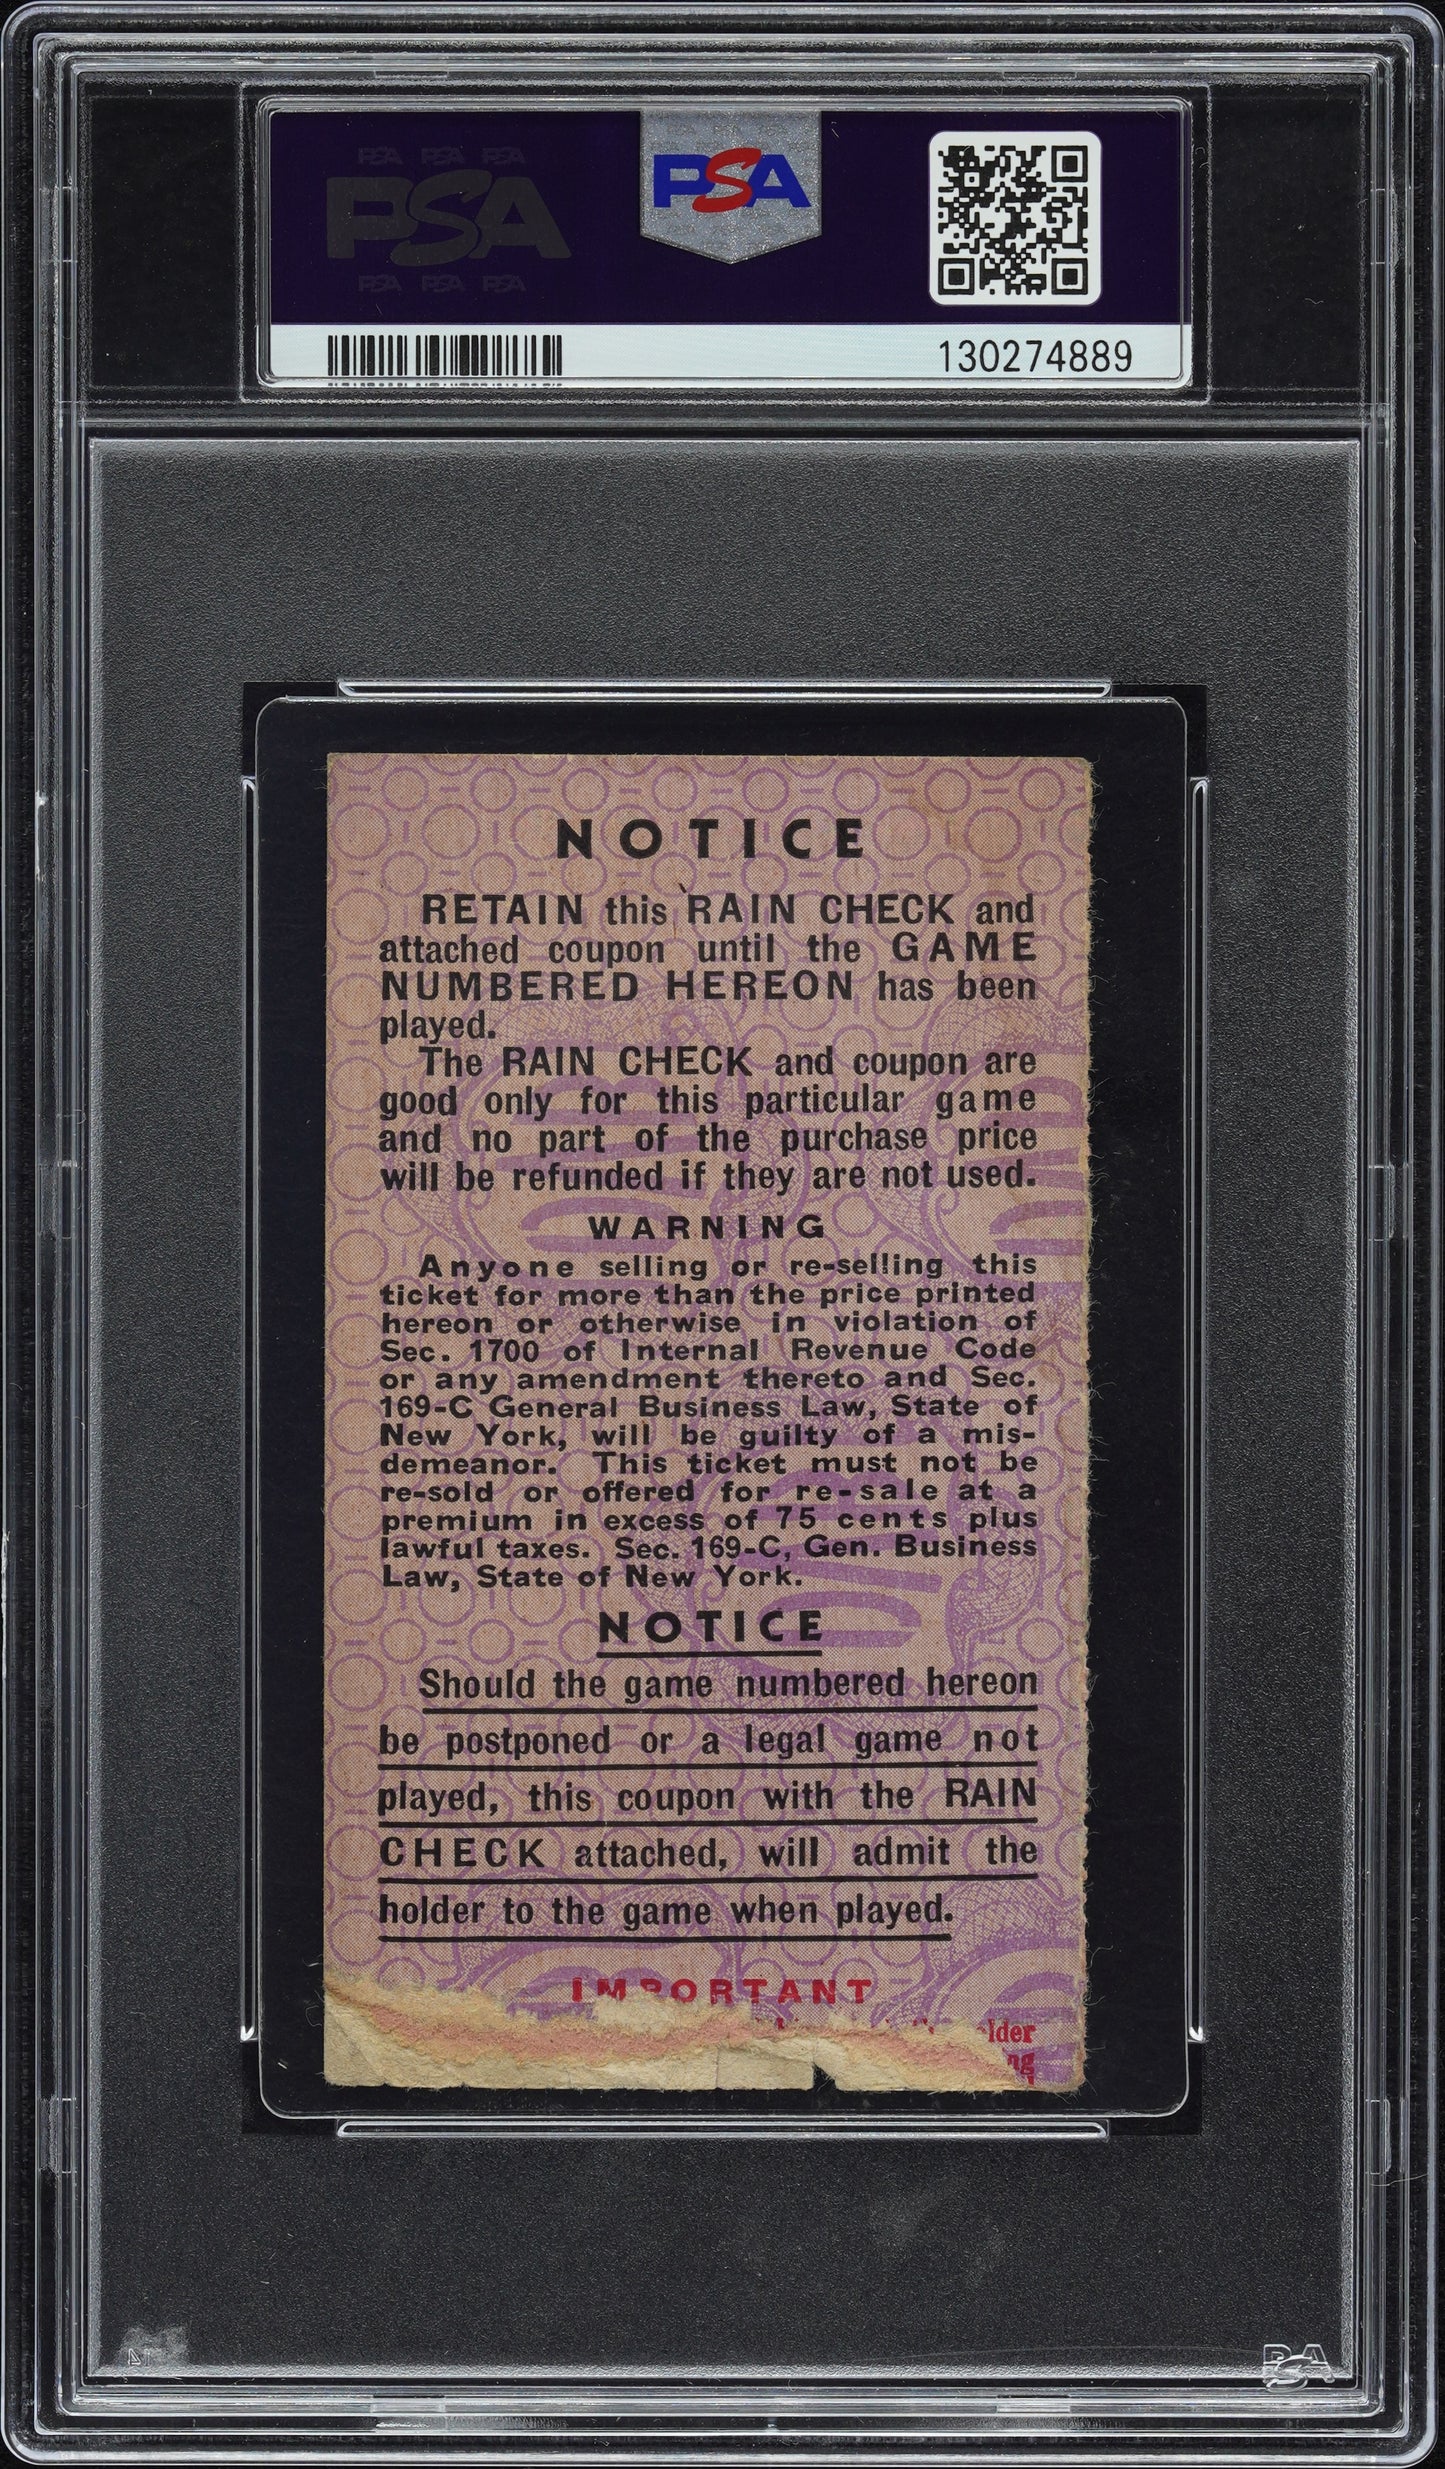 PSA PSA PSA
PSA
PSA PSA PSA
PSA
130274889
NOTICE
RETAIN this RAIN CHECK and
attached coupon until the GAME
NUMBERED HEREON has been
played.
The RAIN CHECK and coupon are
good only for this particular game
and no part of the purchase price
will be refunded if they are not used.
WARNING
Anyone selling or re-selling this
ticket for more than the price printed
hereon or otherwise in violation of
Sec. 1700 of Internal Revenue Code
or any amendment thereto and Sec.
169-C General Business Law, State of
New York, will be guilty of a mis-
demeanor. This ticket must not be
re-sold or offered for re-sale at a
premium in excess of 75 cents plus
lawful taxes. Sec. 169-C, Gen. Business
Law, State of New York.
NOTICE
Should the game numbered hereon
be postponed or a legal game not
played, this coupon with the RAIN
CHECK attached, will admit the
holder to the game when played.
IMPORTANT
PSA